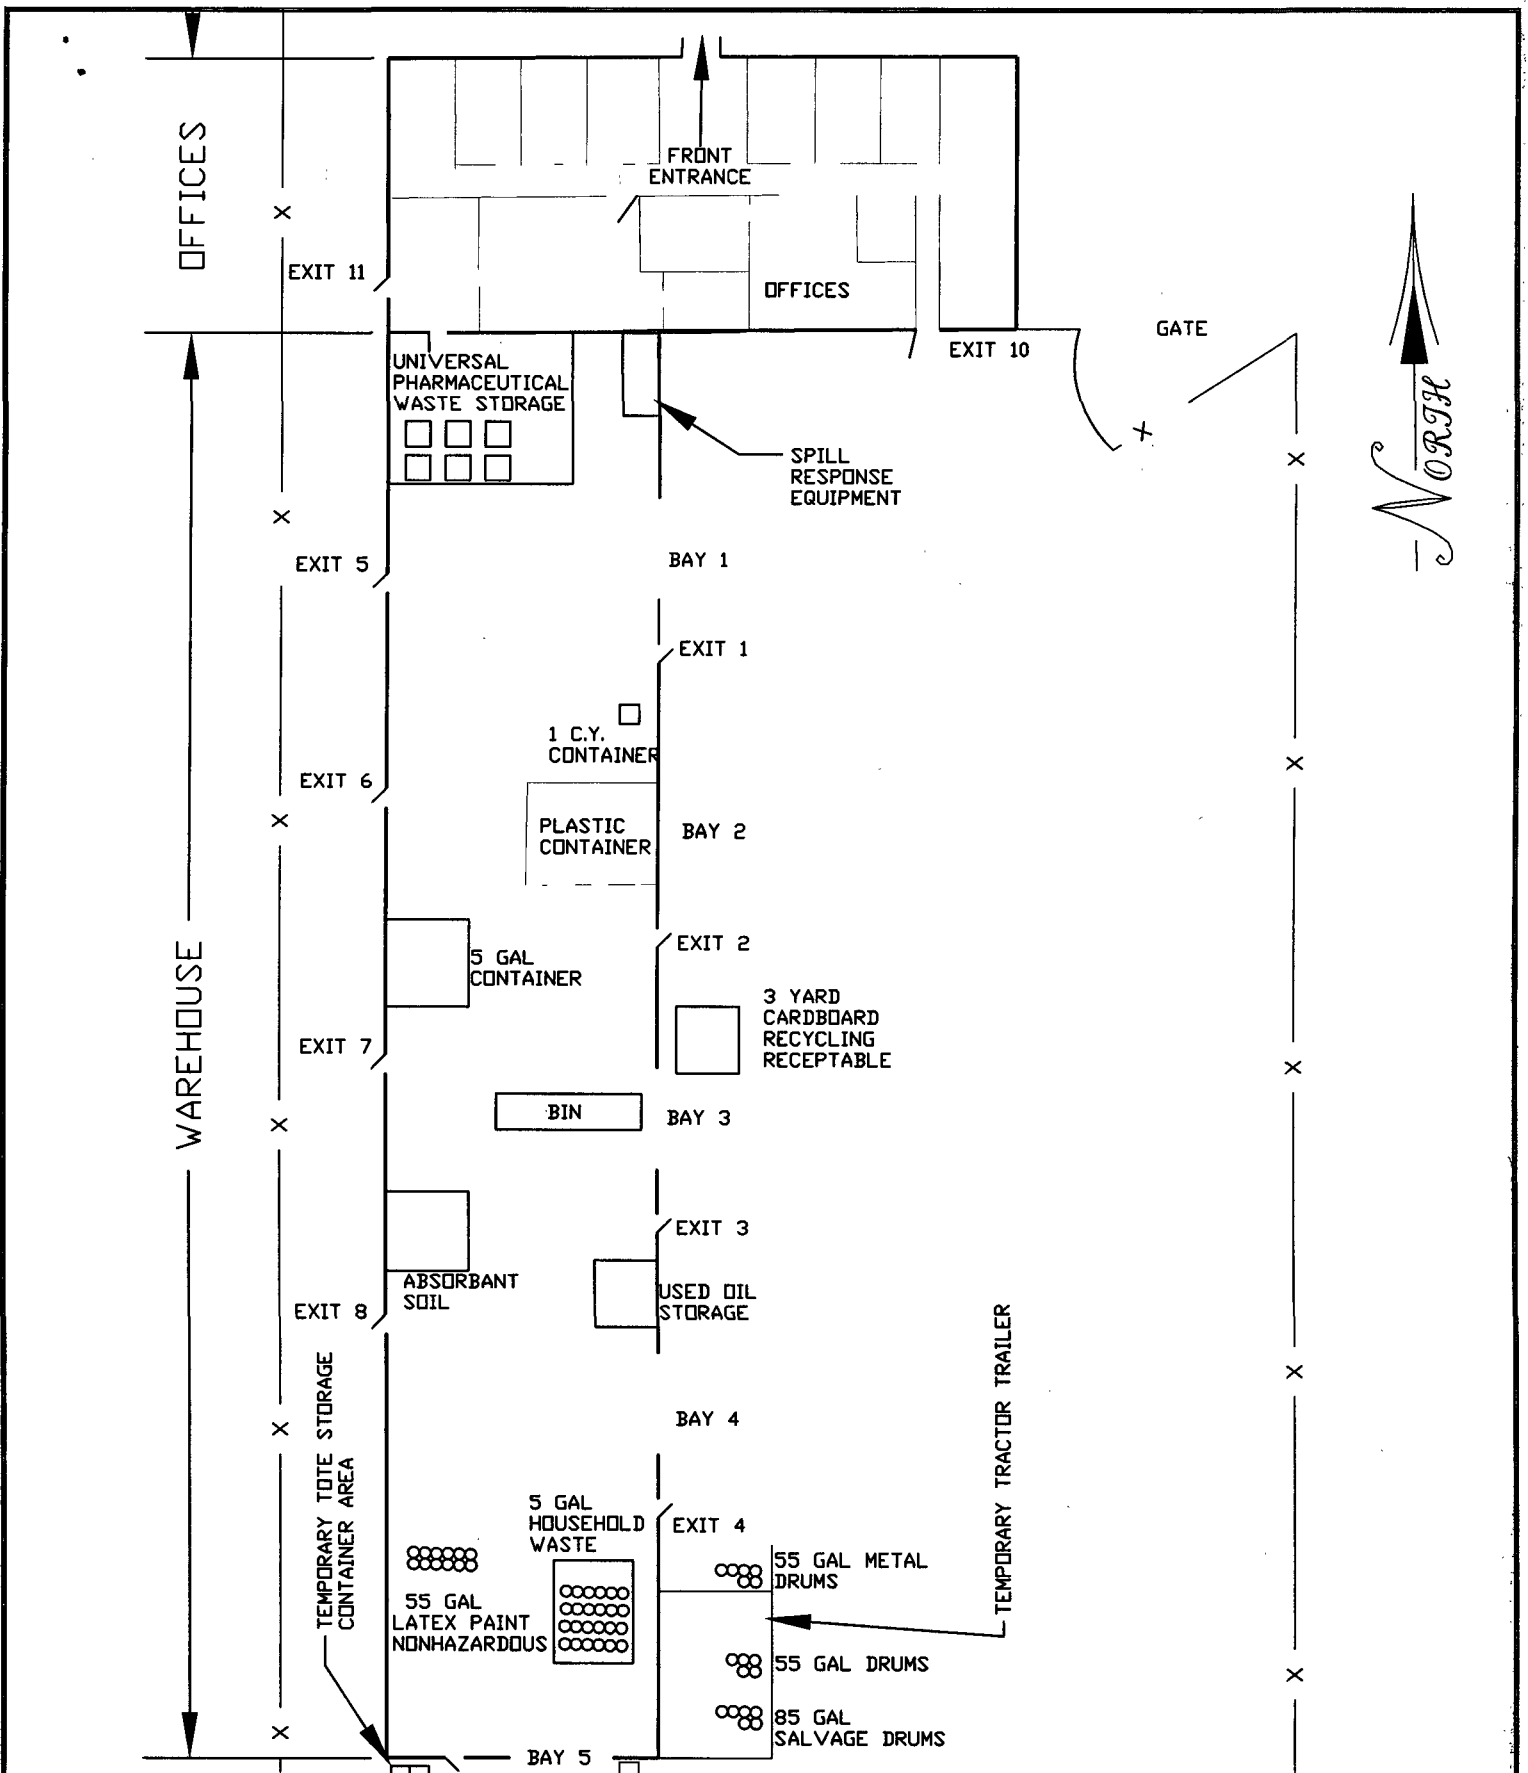 OFFICES
FRONT
ENTRANCE
EXIT 11
OFFICES
EXIT 10
GATE
UNIVERSAL
PHARMACEUTICAL
WASTE STORAGE
SPILL
RESPONSE
EQUIPMENT
NORTH
EXIT 5
BAY 1
EXIT 1
1 C.Y.
CONTAINER
EXIT 6
PLASTIC
CONTAINER
BAY 2
EXIT 2
5 GAL
CONTAINER
WAREHOUSE
3 YARD
CARDBOARD
RECYCLING
RECEPTABLE
EXIT 7
BIN
BAY 3
EXIT 3
ABSORBANT
SOIL
USED OIL
STORAGE
EXIT 8
TEMPORARY TOTE STORAGE
CONTAINER AREA
TEMPORARY TRACTOR TRAILER
BAY 4
5 GAL
HOUSEHOLD
WASTE
EXIT 4
55 GAL METAL
DRUMS
55 GAL
LATEX PAINT
NONHAZARDOUS
55 GAL DRUMS
85 GAL
SALVAGE DRUMS
BAY 5